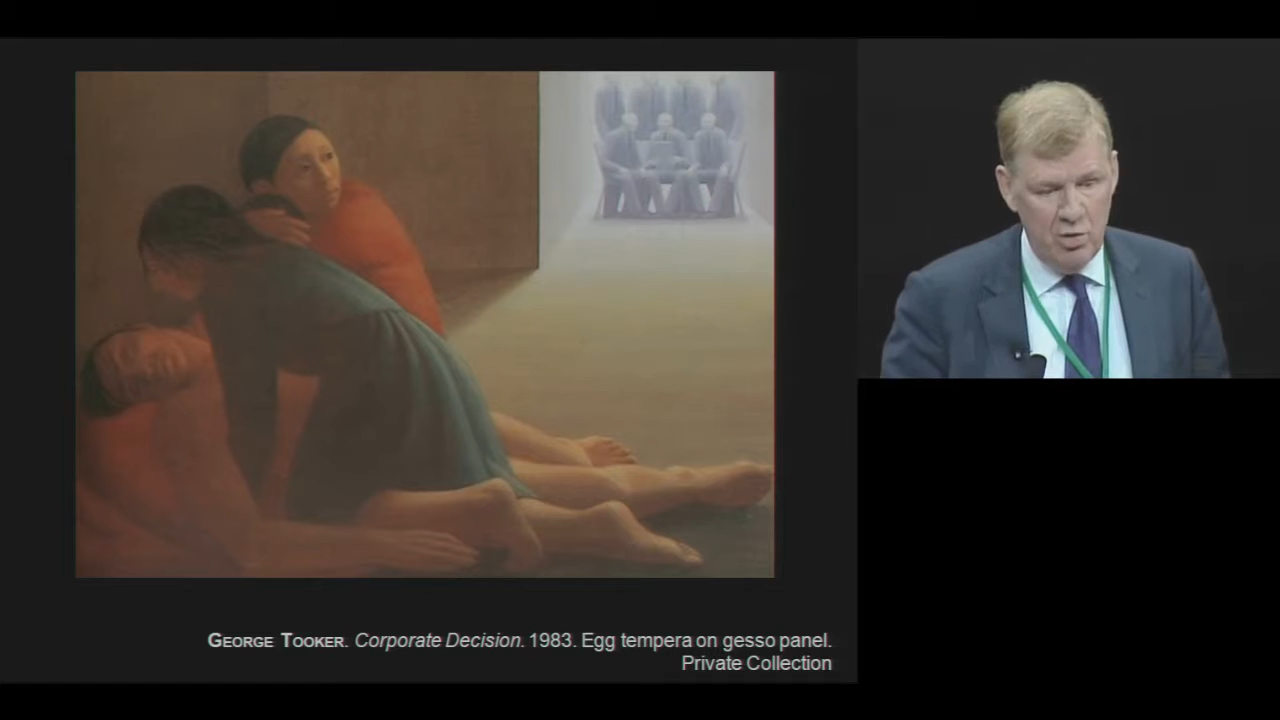 George Tooker. Corporate Decision. 1983. Egg tempera on gesso panel.
Private Collection